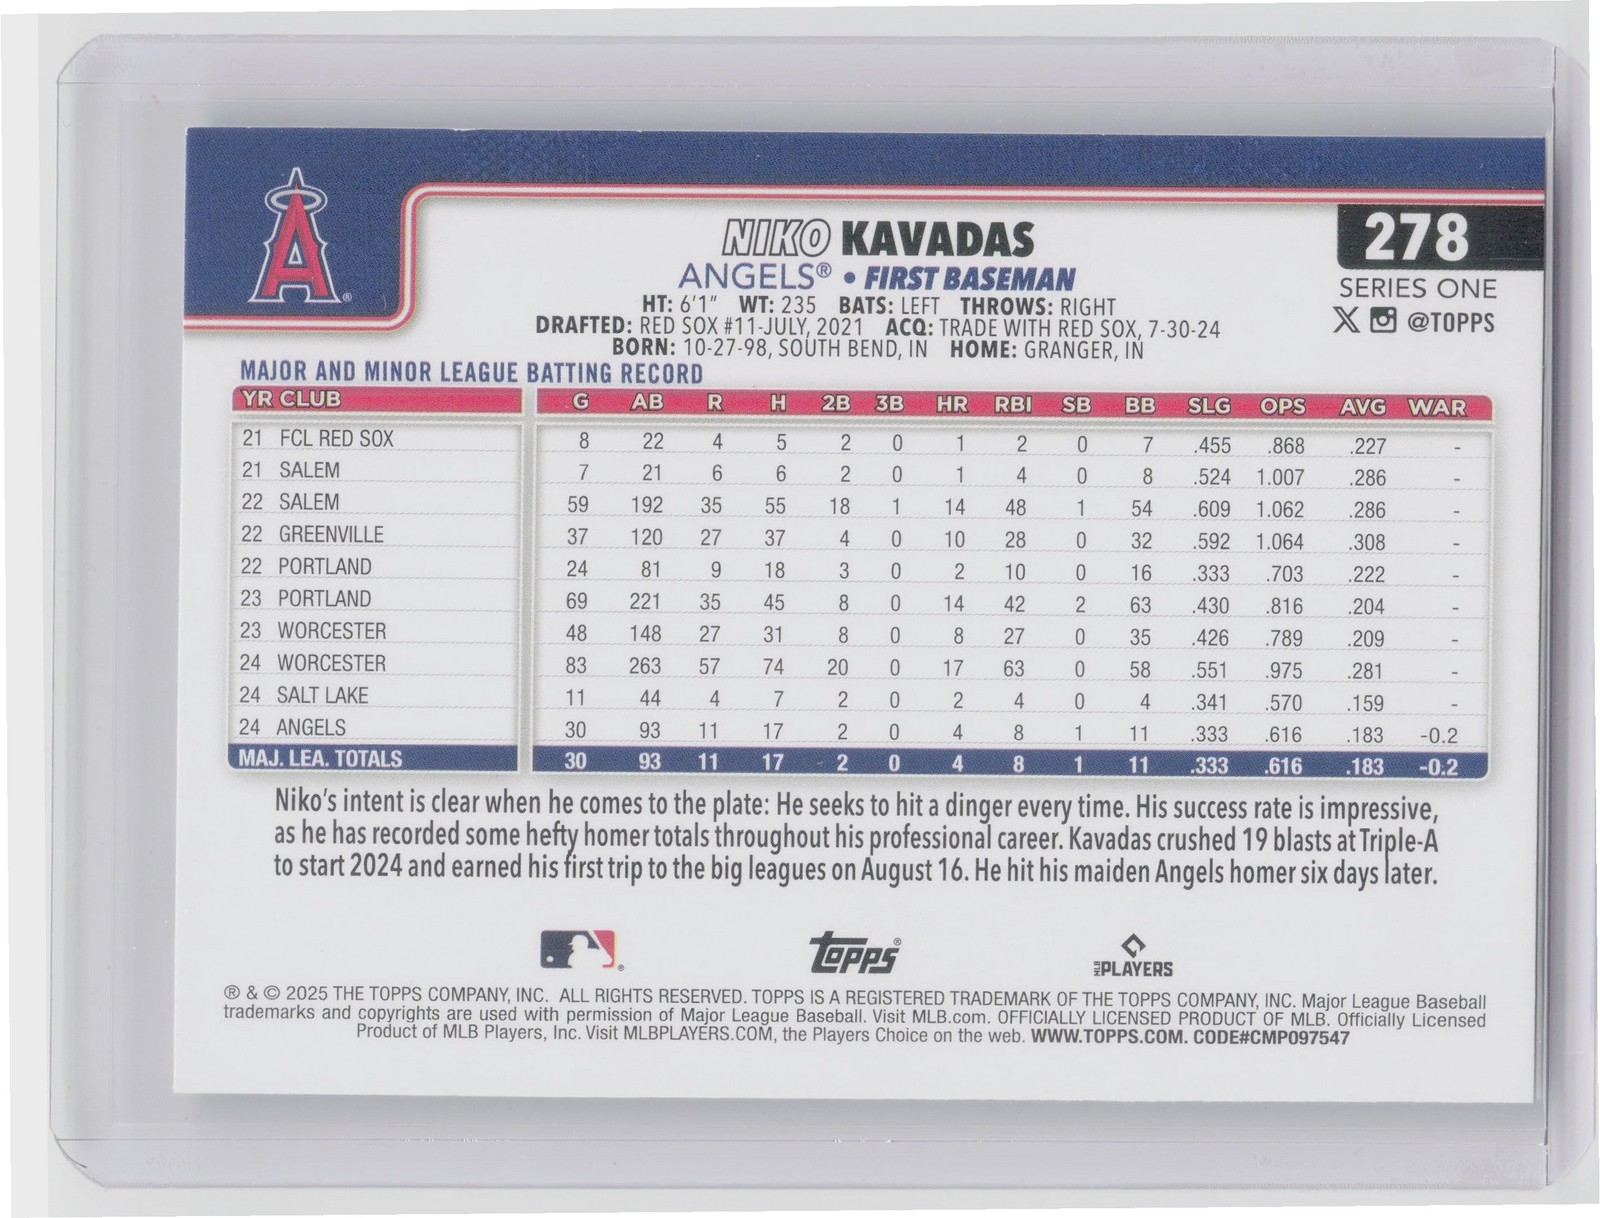 A®
NIKO KAVADAS
ANGELS® • FIRST BASEMAN
278
SERIES ONE
@TOPPS
HT: 6'1" WT: 235 BATS: LEFT THROWS: RIGHT
DRAFTED: RED SOX #11-JULY, 2021 ACQ: TRADE WITH RED SOX, 7-30-24
BORN: 10-27-98, SOUTH BEND, IN HOME: GRANGER, IN
MAJOR AND MINOR LEAGUE BATTING RECORD
YR CLUB G AB R H 2B 3B HR RBI SB BB SLG OPS AVG WAR
21 FCL RED SOX 8 22 4 5 2 0 1 2 0 7 .455 .868 .227 -
21 SALEM 7 21 6 6 2 0 1 4 0 8 .524 1.007 .286 -
22 SALEM 59 192 35 55 18 1 14 48 1 54 .609 1.062 .286 -
22 GREENVILLE 37 120 27 37 4 0 10 28 0 32 .592 1.064 .308 -
22 PORTLAND 24 81 9 18 3 0 2 10 0 16 .333 .703 .222 -
23 PORTLAND 69 221 35 45 8 0 14 42 2 63 .430 .816 .204 -
23 WORCESTER 48 148 27 31 8 0 8 27 0 35 .426 .789 .209 -
24 WORCESTER 83 263 57 74 20 0 17 63 0 58 .551 .975 .281 -
24 SALT LAKE 11 44 4 7 2 0 2 4 0 4 .341 .570 .159 -
24 ANGELS 30 93 11 17 2 0 4 8 1 11 .333 .616 .183 -0.2
MAJ. LEA. TOTALS 30 93 11 17 2 0 4 8 1 11 .333 .616 .183 -0.2
Niko's intent is clear when he comes to the plate: He seeks to hit a dinger every time. His success rate is impressive,
as he has recorded some hefty homer totals throughout his professional career. Kavadas crushed 19 blasts at Triple-A
to start 2024 and earned his first trip to the big leagues on August 16. He hit his maiden Angels homer six days later.
Topps® MLB PLAYERS
® & © 2025 THE TOPPS COMPANY, INC. ALL RIGHTS RESERVED. TOPPS IS A REGISTERED TRADEMARK OF THE TOPPS COMPANY, INC. Major League Baseball
trademarks and copyrights are used with permission of Major League Baseball. Visit MLB.com. OFFICIALLY LICENSED PRODUCT OF MLB. Officially Licensed
Product of MLB Players, Inc. Visit MLBPLAYERS.COM, the Players Choice on the web. WWW.TOPPS.COM. CODE#CMP097547